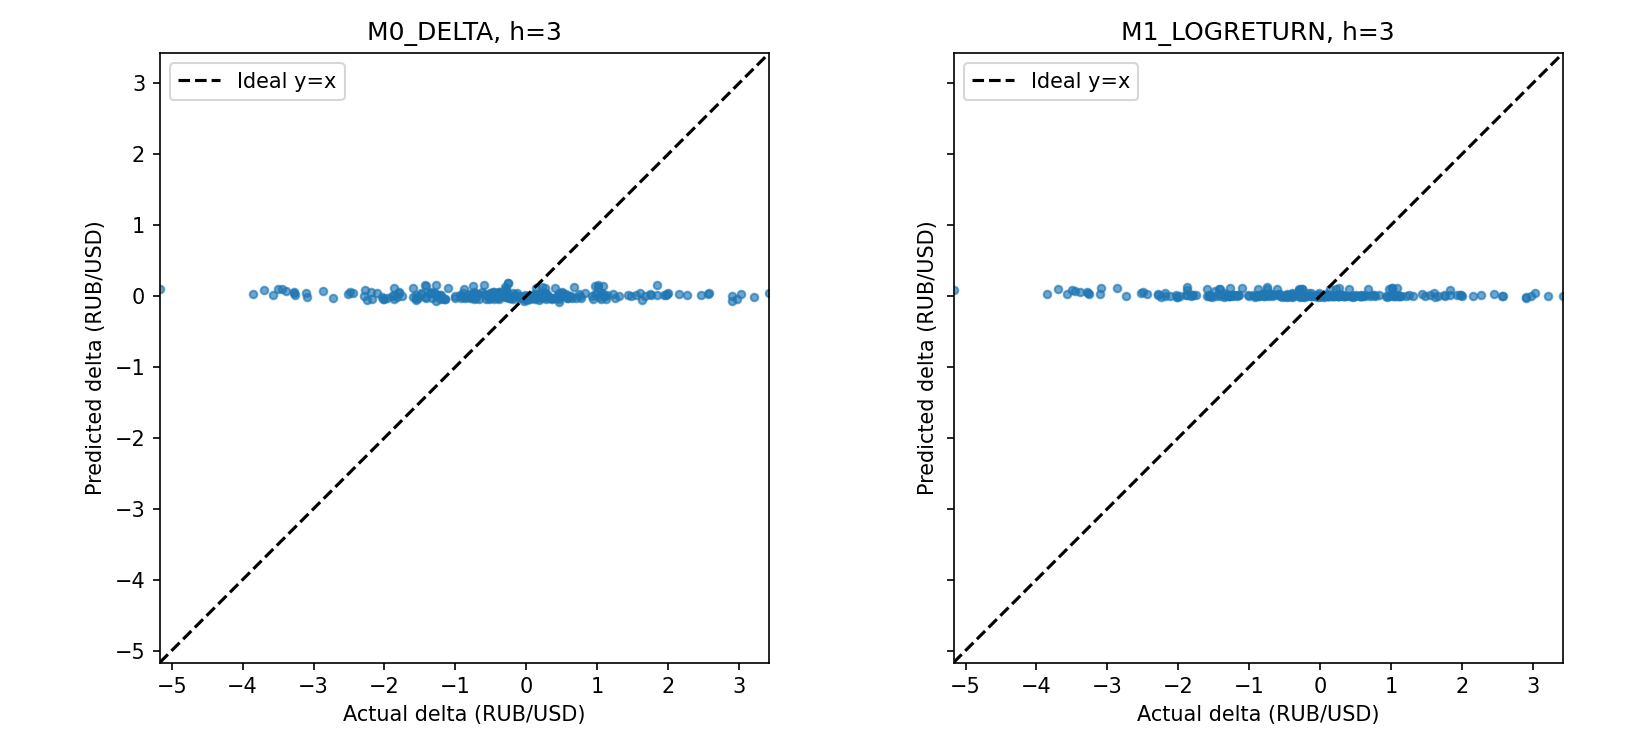 M0_DELTA, h=3
Ideal y=x
3
2
1
0
−1
−2
−3
−4
−5
Predicted delta (RUB/USD)
−5 −4 −3 −2 −1 0 1 2 3
Actual delta (RUB/USD)
M1_LOGRETURN, h=3
Ideal y=x
Predicted delta (RUB/USD)
−5 −4 −3 −2 −1 0 1 2 3
Actual delta (RUB/USD)